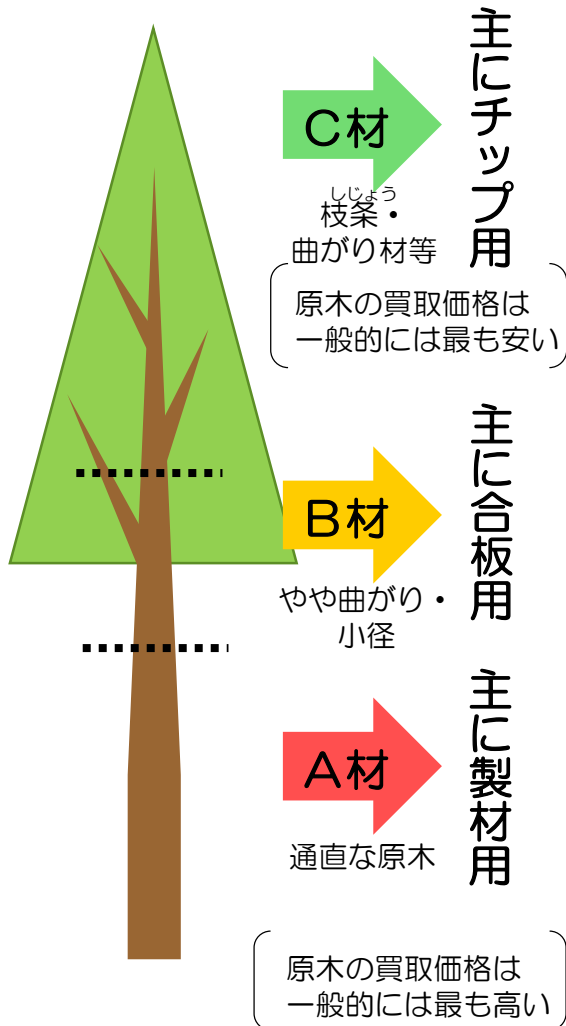 C材
主にチップ用
しじょう
枝条・
曲がり材等
原木の買取価格は
一般的には最も安い
B材
主に合板用
やや曲がり・
小径
A材
主に製材用
通直な原木
原木の買取価格は
一般的には最も高い